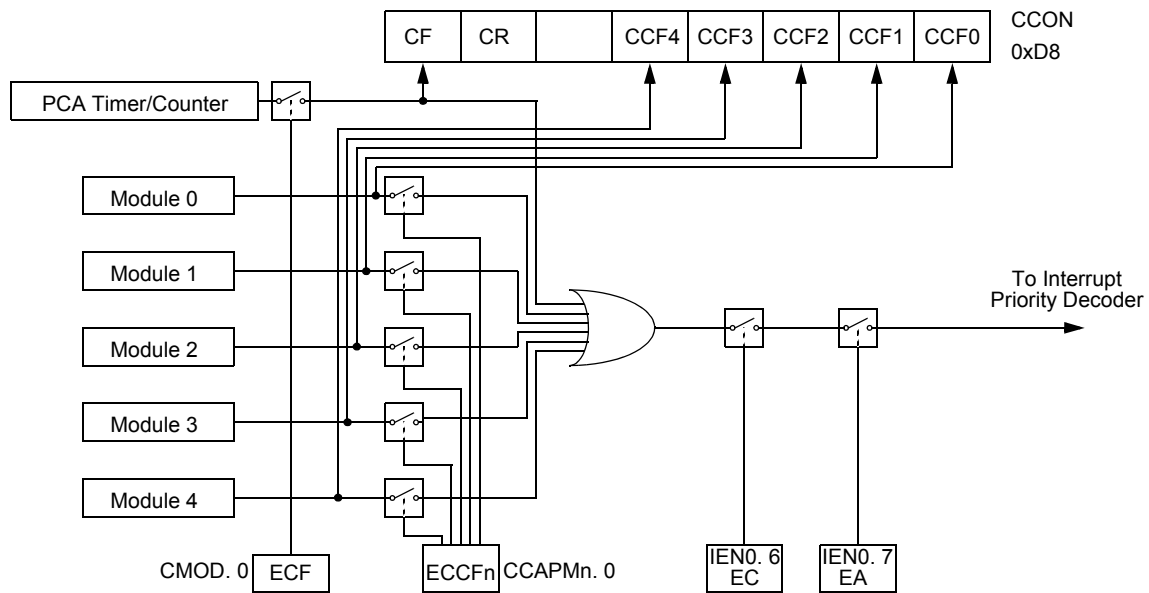 CF CR CCF4 CCF3 CCF2 CCF1 CCF0
CCON
0xD8
PCA Timer/Counter
Module 0
Module 1
Module 2
Module 3
Module 4
To Interrupt
Priority Decoder
CMOD. 0 ECF
ECCFn CCAPMn. 0
IEN0. 6
EC
IEN0. 7
EA